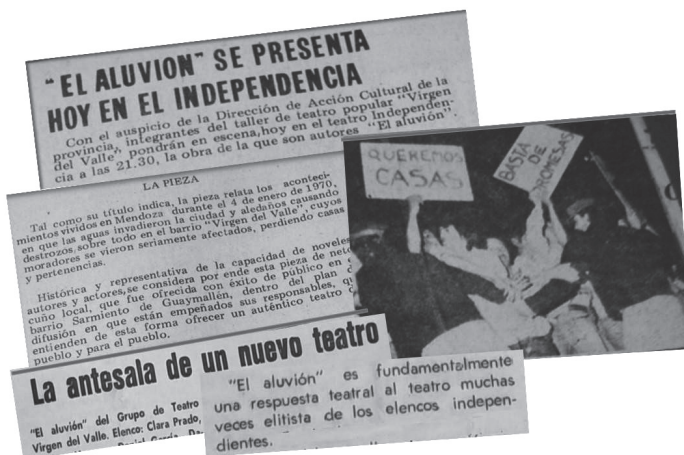 "EL ALUVION" SE PRESENTA
HOY EN EL INDEPENDENCIA
Con el auspicio de la Dirección de Acción Cultural de la
provincia, integrantes del taller de teatro popular "Virgen
del Valle", pondrán en escena, hoy en el teatro Independen-
cia a las 21.30, la obra de la que son autores "El aluvión".
LA PIEZA
Tal como su título indica, la pieza relata los aconteci-
mientos vividos en Mendoza durante el 4 de enero de 1970,
en que las aguas invadieron la ciudad y aledaños causando
destrozos, sobre todo en el barrio "Virgen del Valle", cuyos
moradores se vieron seriamente afectados, perdiendo casas
y pertenencias.
Histórica y representativa de la capacidad de noveles
autores y actores, se considera por ende esta pieza de neto
cuño local, que fue ofrecida con éxito de público en
barrio Sarmiento de Guaymallén, dentro del plan
difusión en que están empeñados sus responsables,
entienden de esta forma ofrecer un auténtico teatro
pueblo y para el pueblo.
QUEREMOS
CASAS
BASTA
DE
PROMESAS
La antesala de un nuevo teatro
"El aluvión" del Grupo de Teatro
Virgen del Valle. Elenco: Clara Prado,
"El aluvión" es fundamentalmente
una respuesta teatral al teatro muchas
veces elitista de los elencos indepen-
dientes.